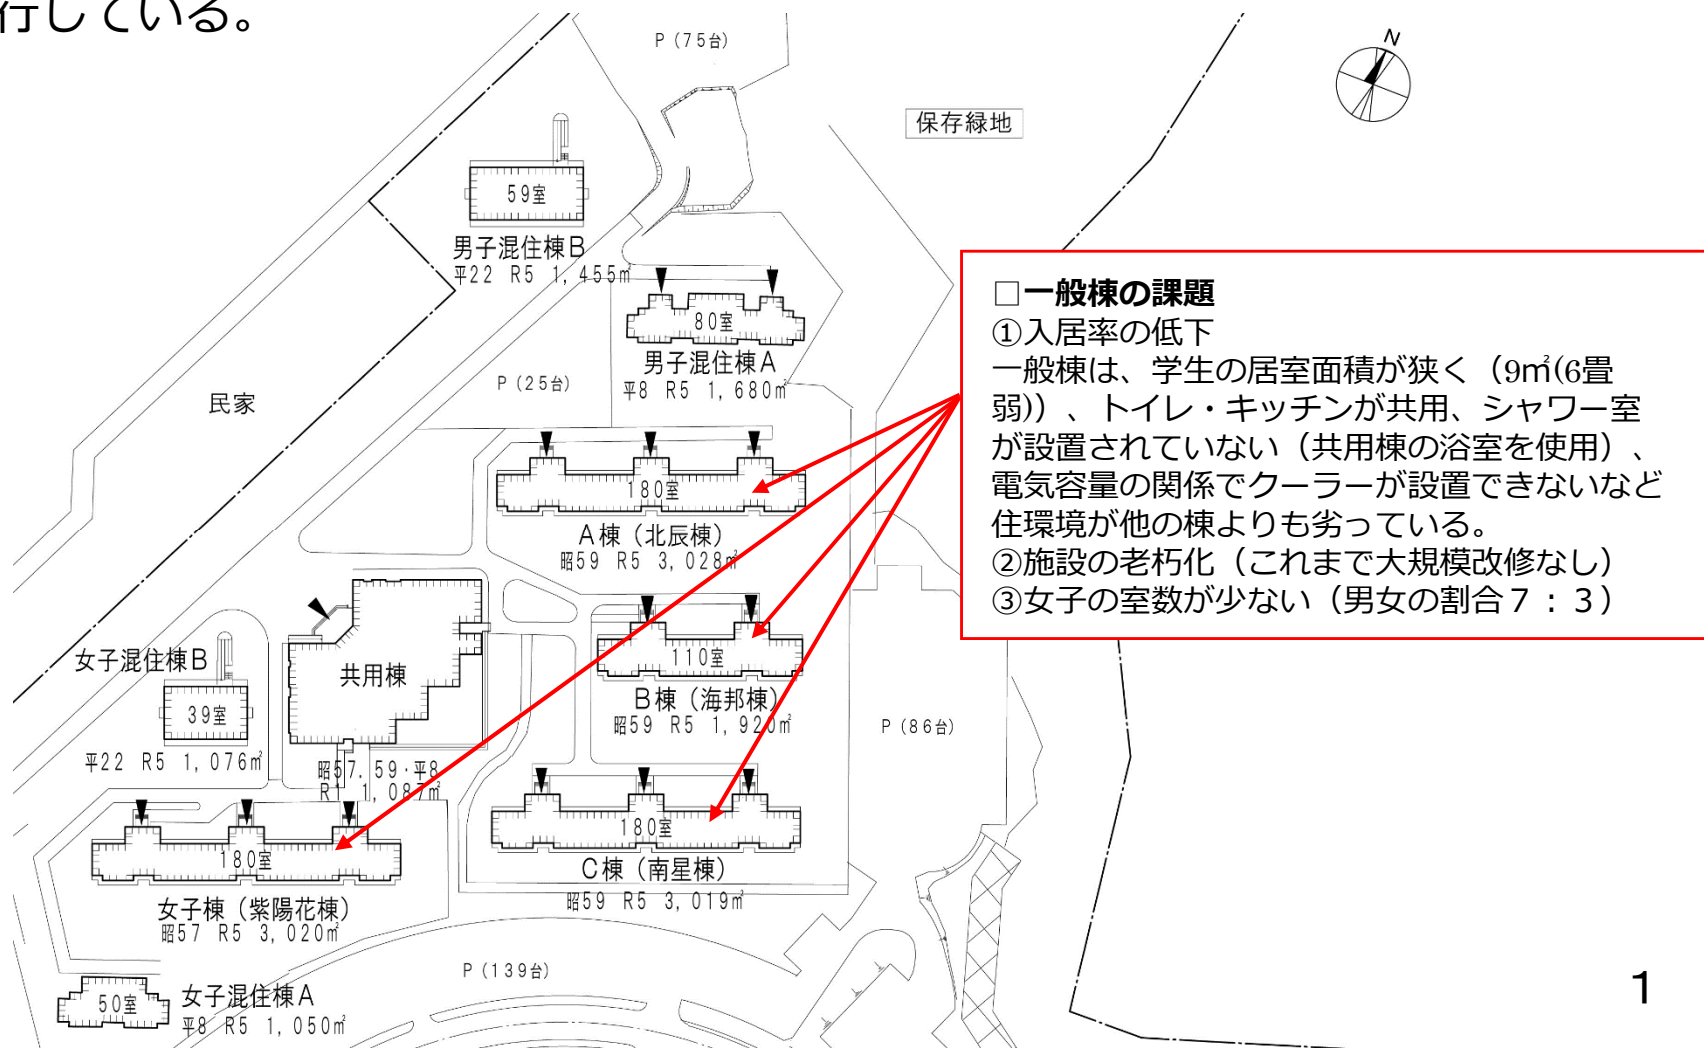 行している。
P（75台）
N
保存緑地
59室
男子混住棟B
平22 R5 1,455㎡
80室
男子混住棟A
平8 R5 1,680㎡
P（25台）
民家
□一般棟の課題
①入居率の低下
一般棟は、学生の居室面積が狭く（9㎡(6畳
弱)）、トイレ・キッチンが共用、シャワー室
が設置されていない（共用棟の浴室を使用）、
電気容量の関係でクーラーが設置できないなど
住環境が他の棟よりも劣っている。
②施設の老朽化（これまで大規模改修なし）
③女子の室数が少ない（男女の割合７：３）
180室
A棟（北辰棟）
昭59 R5 3,028㎡
110室
B棟（海邦棟）
昭59 R5 1,920㎡
共用棟
昭57.59・平8
R1 1,087㎡
女子混住棟B
39室
平22 R5 1,076㎡
P（86台）
180室
C棟（南星棟）
昭59 R5 3,019㎡
180室
女子棟（紫陽花棟）
昭57 R5 3,020㎡
P（139台）
50室
女子混住棟A
平8 R5 1,050㎡
1